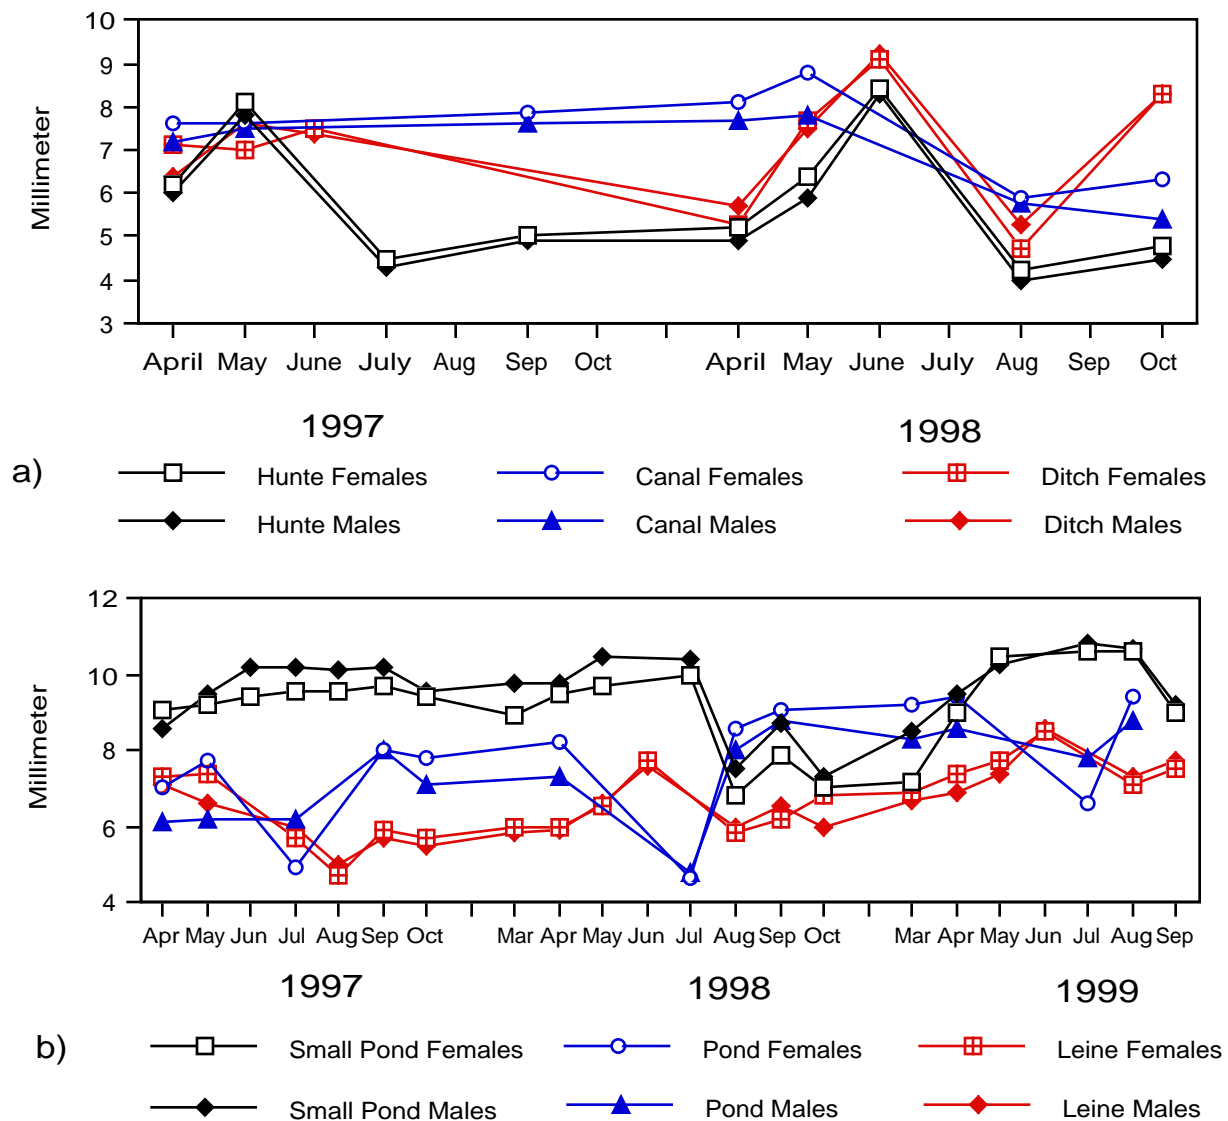 10
9
8
7
6
5
4
3
Millimeter
April May June July Aug Sep Oct April May June July Aug Oct
1997 1998
a)
Hunte Females Canal Females Ditch Females
Hunte Males Canal Males Ditch Males
12
10
8
6
4
Millimeter
Apr May Jun Jul Aug Sep Oct Mar Apr May Jun Jul Aug Sep Oct Mar Apr May Jun Jul Aug Sep
1997 1998 1999
b)
Small Pond Females Pond Females Leine Females
Small Pond Males Pond Males Leine Males